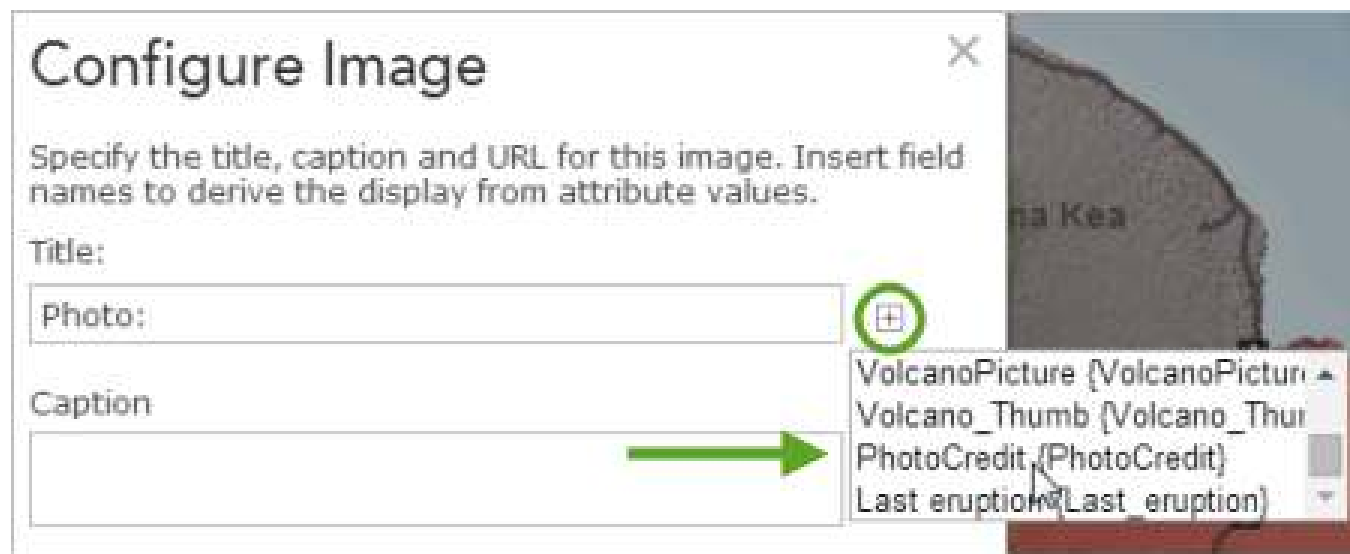 Configure Image
Specify the title, caption and URL for this image. Insert field
names to derive the display from attribute values.
Title:
Photo:
Caption
na Kea
VolcanoPicture {VolcanoPictur
Volcano_Thumb {Volcano_Thu
PhotoCredit {PhotoCredit}
Last eruption {Last_eruption}